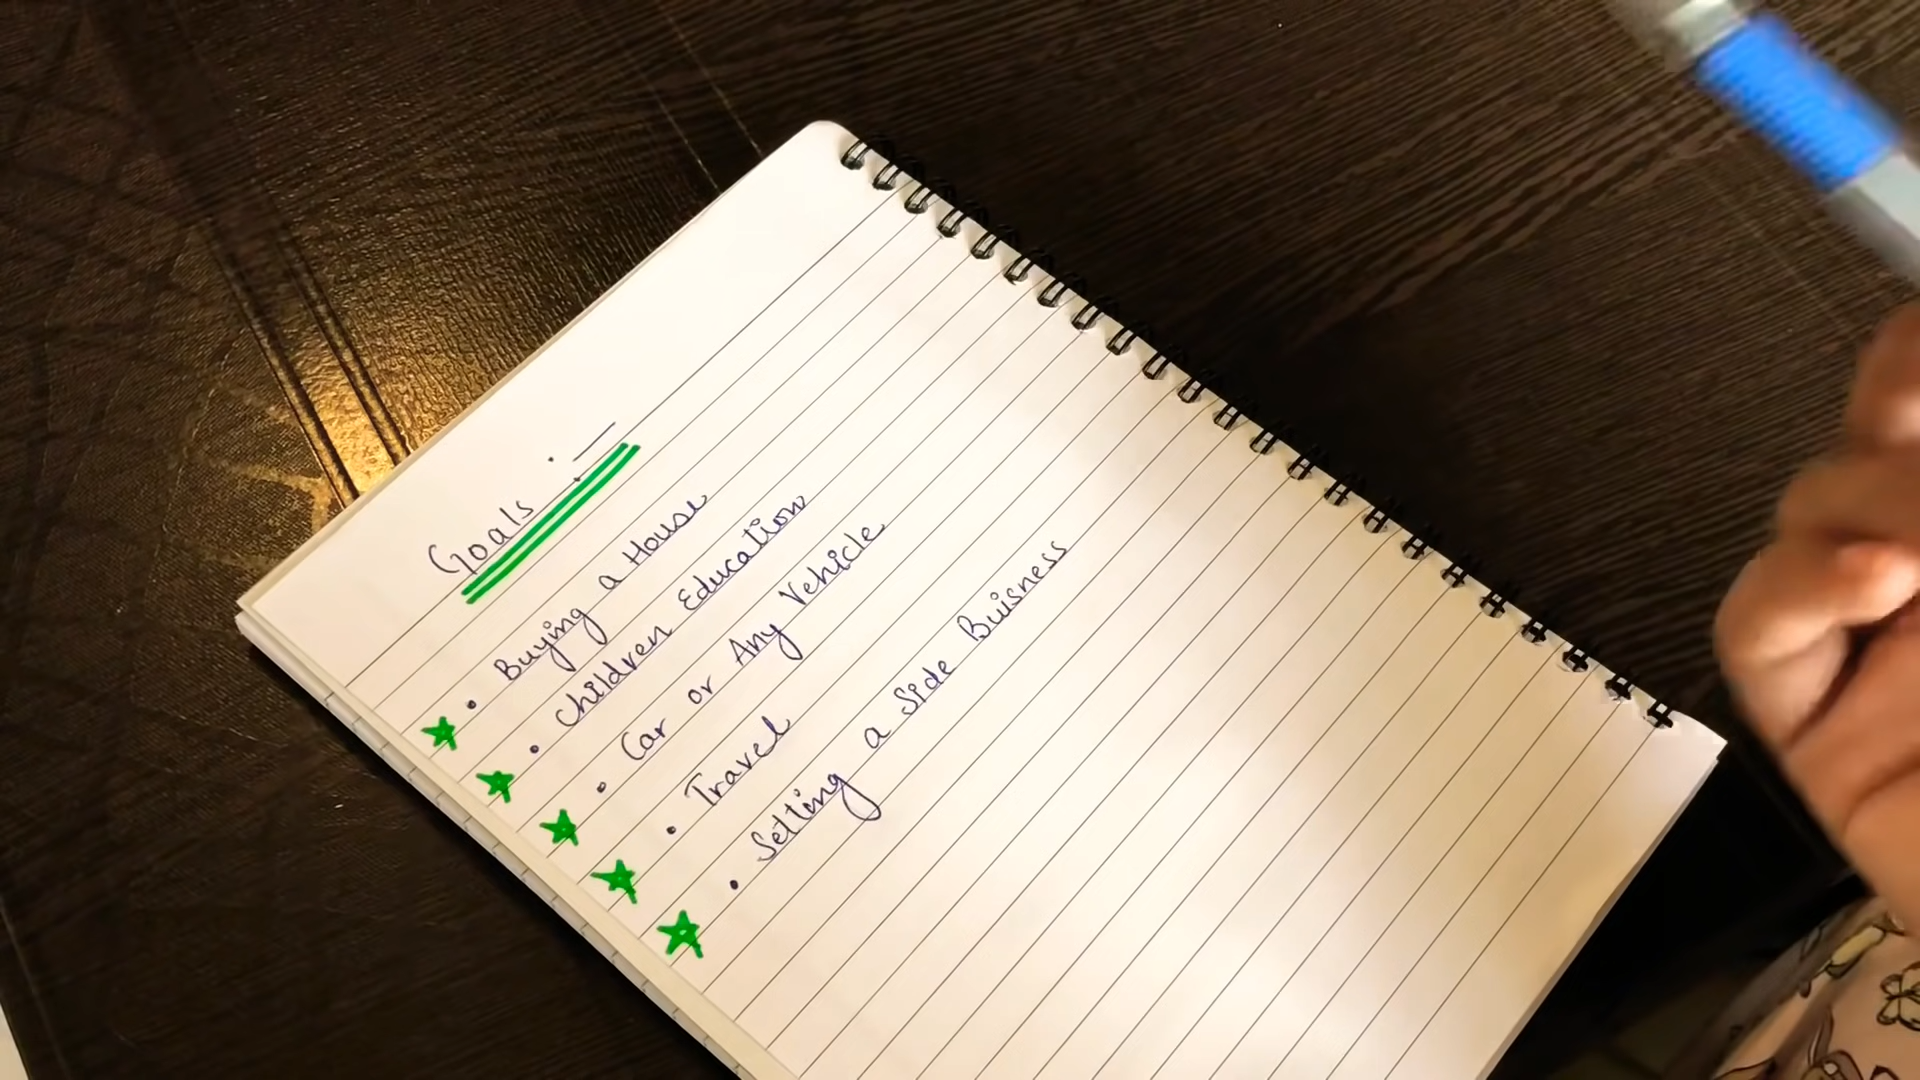 Goals :-
• Buying a House
• Children Education
• Car or Any Vehicle
• Travel
• Setting a Side Buisness